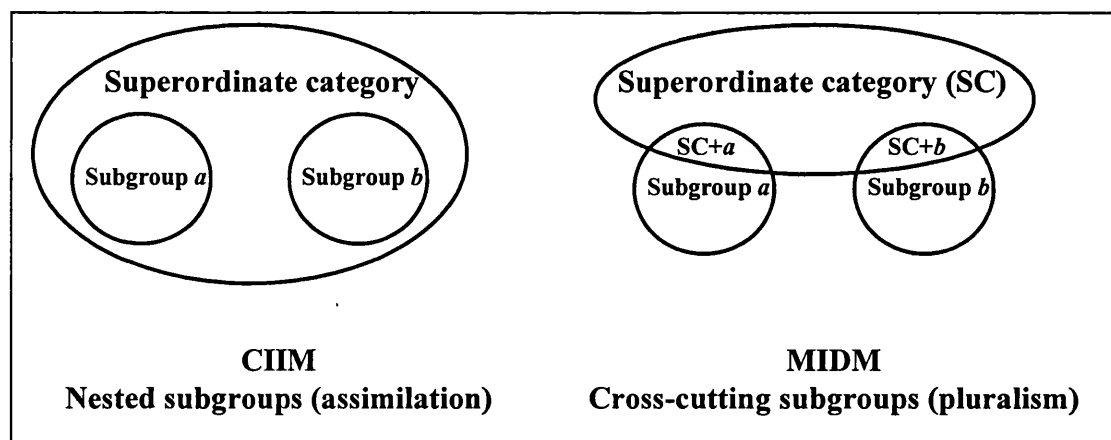 Superordinate category
Subgroup a
Subgroup b
CIIM
Nested subgroups (assimilation)
Superordinate category (SC)
SC+a
SC+b
Subgroup a
Subgroup b
MIDM
Cross-cutting subgroups (pluralism)